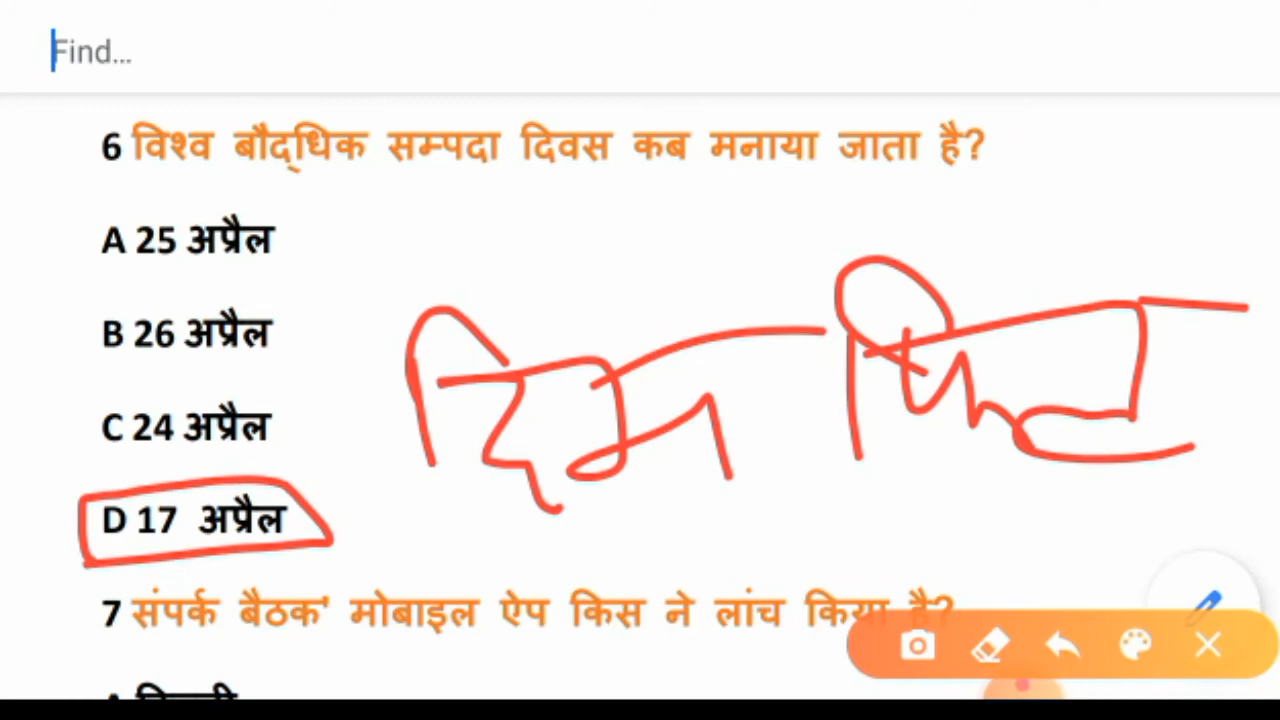 Find...
6 विश्व बौद्धिक सम्पदा दिवस कब मनाया जाता है?
A 25 अप्रैल
B 26 अप्रैल
C 24 अप्रैल
D 17 अप्रैल
7 संपर्क बैठक' मोबाइल ऐप किस ने लांच किया है?